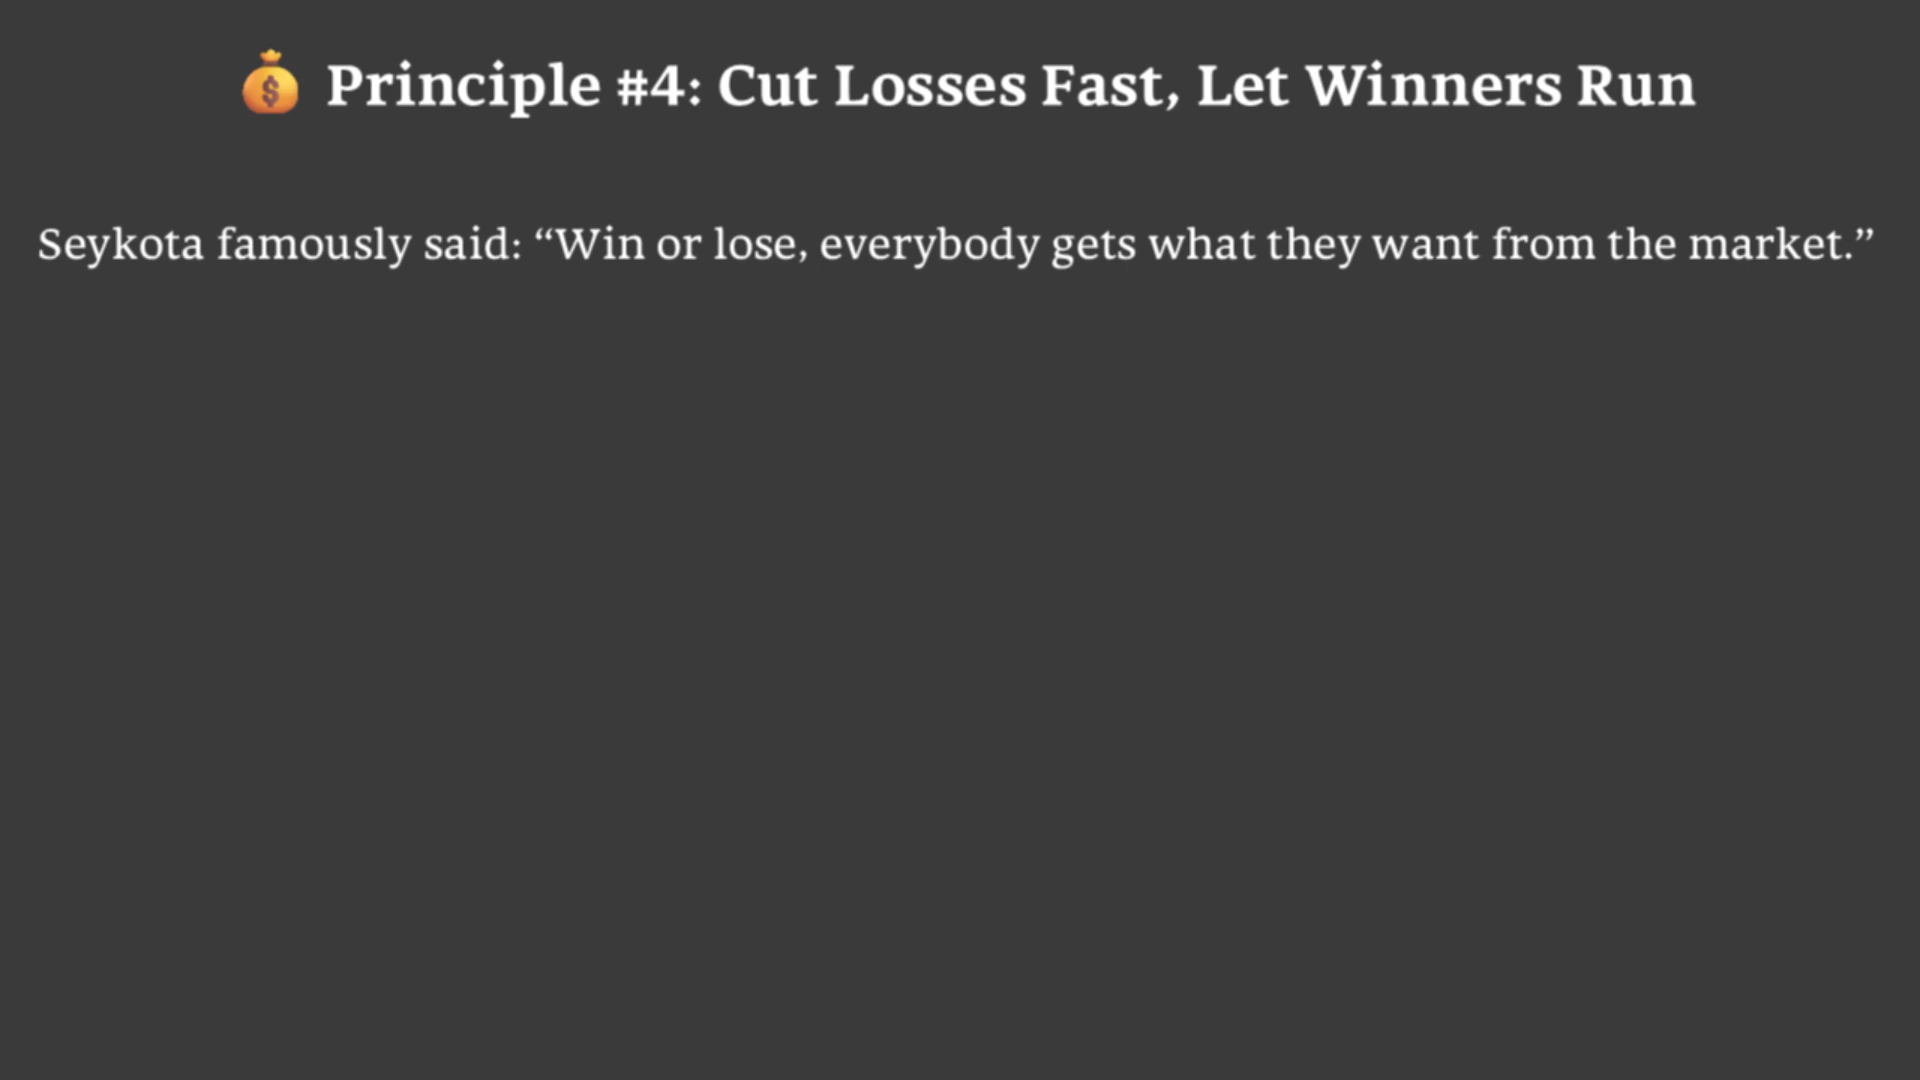 💰 Principle #4: Cut Losses Fast, Let Winners Run
Seykota famously said: “Win or lose, everybody gets what they want from the market.”